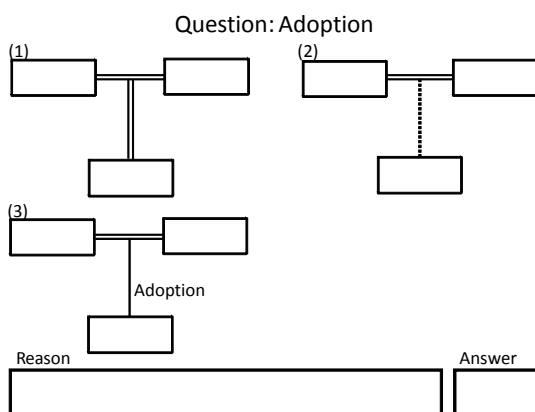 Question: Adoption
(1)
(2)
(3)
Adoption
Reason
Answer